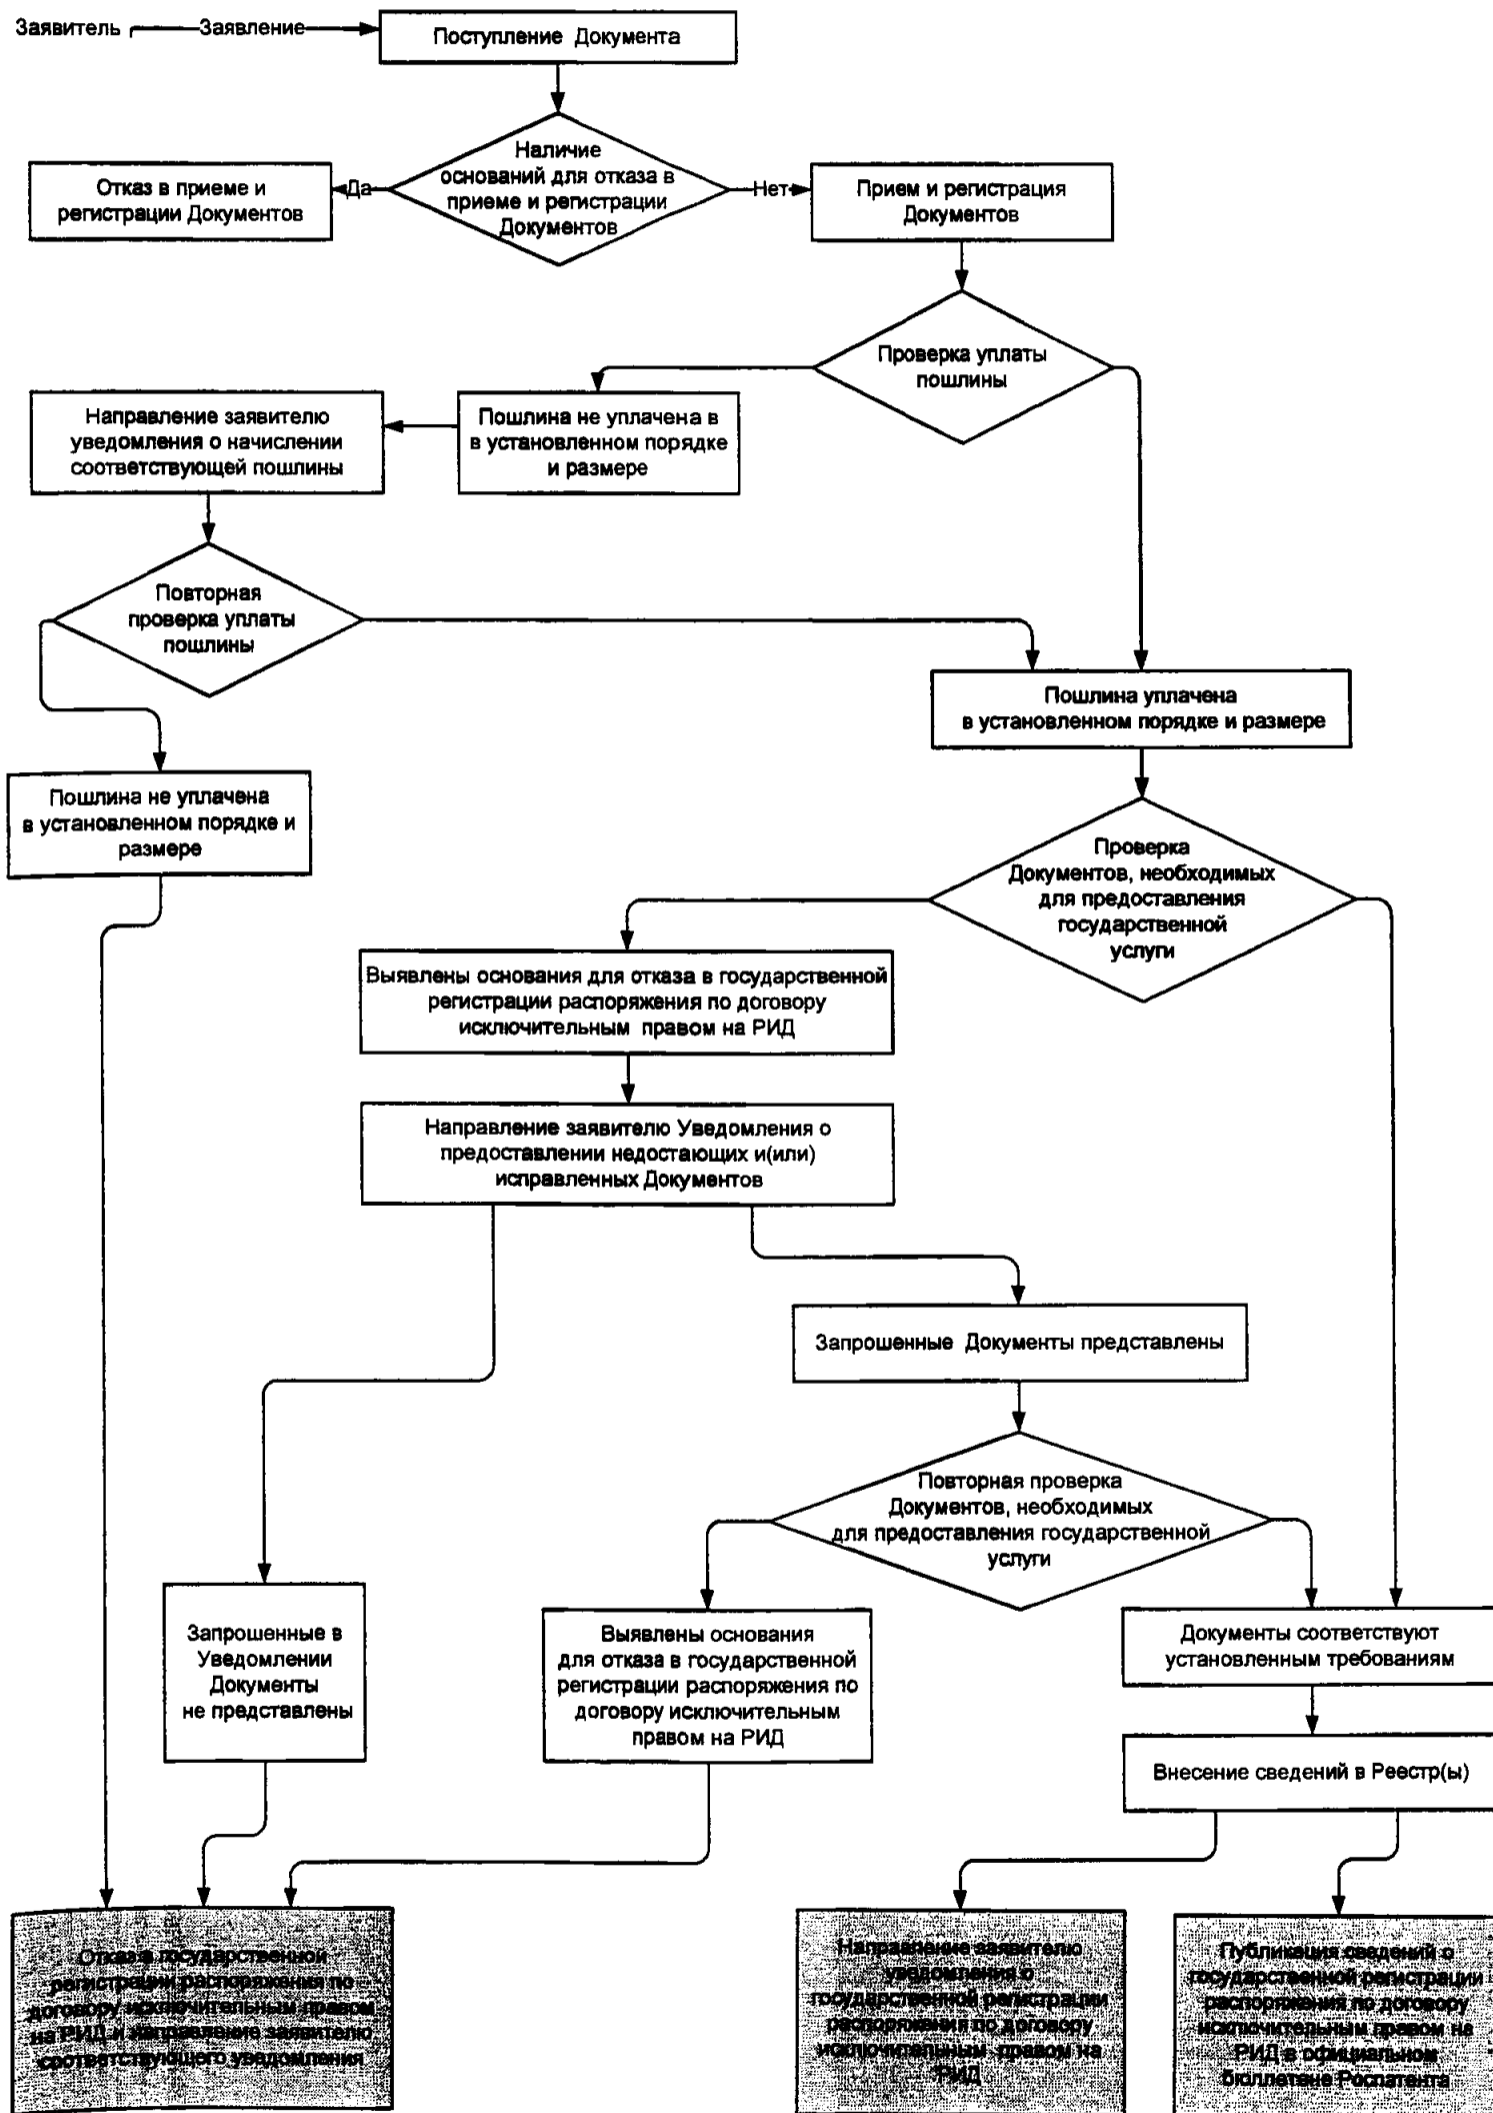 Заявитель
Заявление
Поступление Документа
Наличие
оснований для отказа в
приеме и регистрации
Документов
Да
Нет
Отказ в приеме и
регистрации Документов
Прием и регистрация
Документов
Проверка уплаты
пошлины
Пошлина не уплачена в
в установленном порядке
и размере
Направление заявителю
уведомления о начислении
соответствующей пошлины
Повторная
проверка уплаты
пошлины
Пошлина уплачена
в установленном порядке и размере
Пошлина не уплачена
в установленном порядке и
размере
Проверка
Документов, необходимых
для предоставления
государственной
услуги
Выявлены основания для отказа в государственной
регистрации распоряжения по договору
исключительным правом на РИД
Направление заявителю Уведомления о
предоставлении недостающих и(или)
исправленных Документов
Запрошенные Документы представлены
Повторная проверка
Документов, необходимых
для предоставления государственной
услуги
Запрошенные в
Уведомлении
Документы
не представлены
Выявлены основания
для отказа в государственной
регистрации распоряжения по
договору исключительным
правом на РИД
Документы соответствуют
установленным требованиям
Внесение сведений в Реестр(ы)
Отказ в государственной
регистрации распоряжения по
договору исключительным правом
на РИД и направление заявителю
соответствующего уведомления
Направление заявителю
уведомления о
государственной регистрации
распоряжения по договору
исключительным правом на
РИД
Публикация сведений о
государственной регистрации
распоряжения по договору
исключительным правом на
РИД в официальном
бюллетене Роспатента